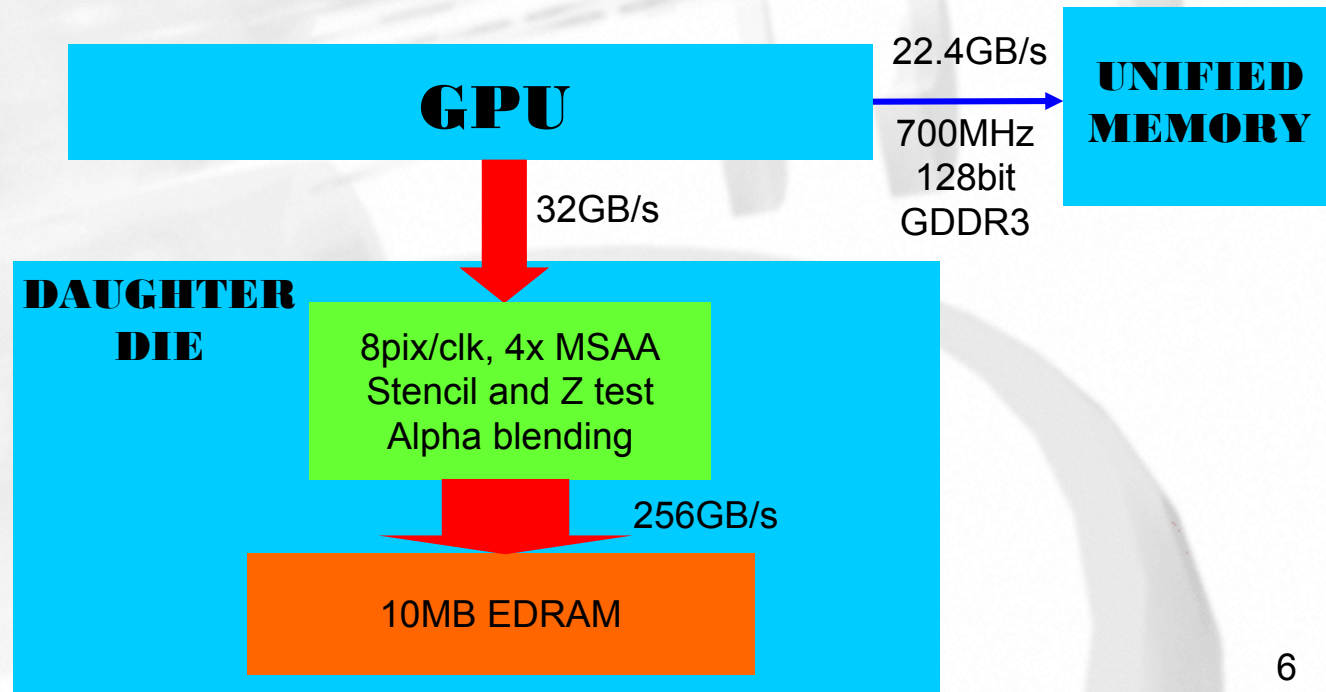 GPU
22.4GB/s
700MHz
128bit
GDDR3
UNIFIED
MEMORY
32GB/s
DAUGHTER
DIE
8pix/clk, 4x MSAA
Stencil and Z test
Alpha blending
256GB/s
10MB EDRAM
6